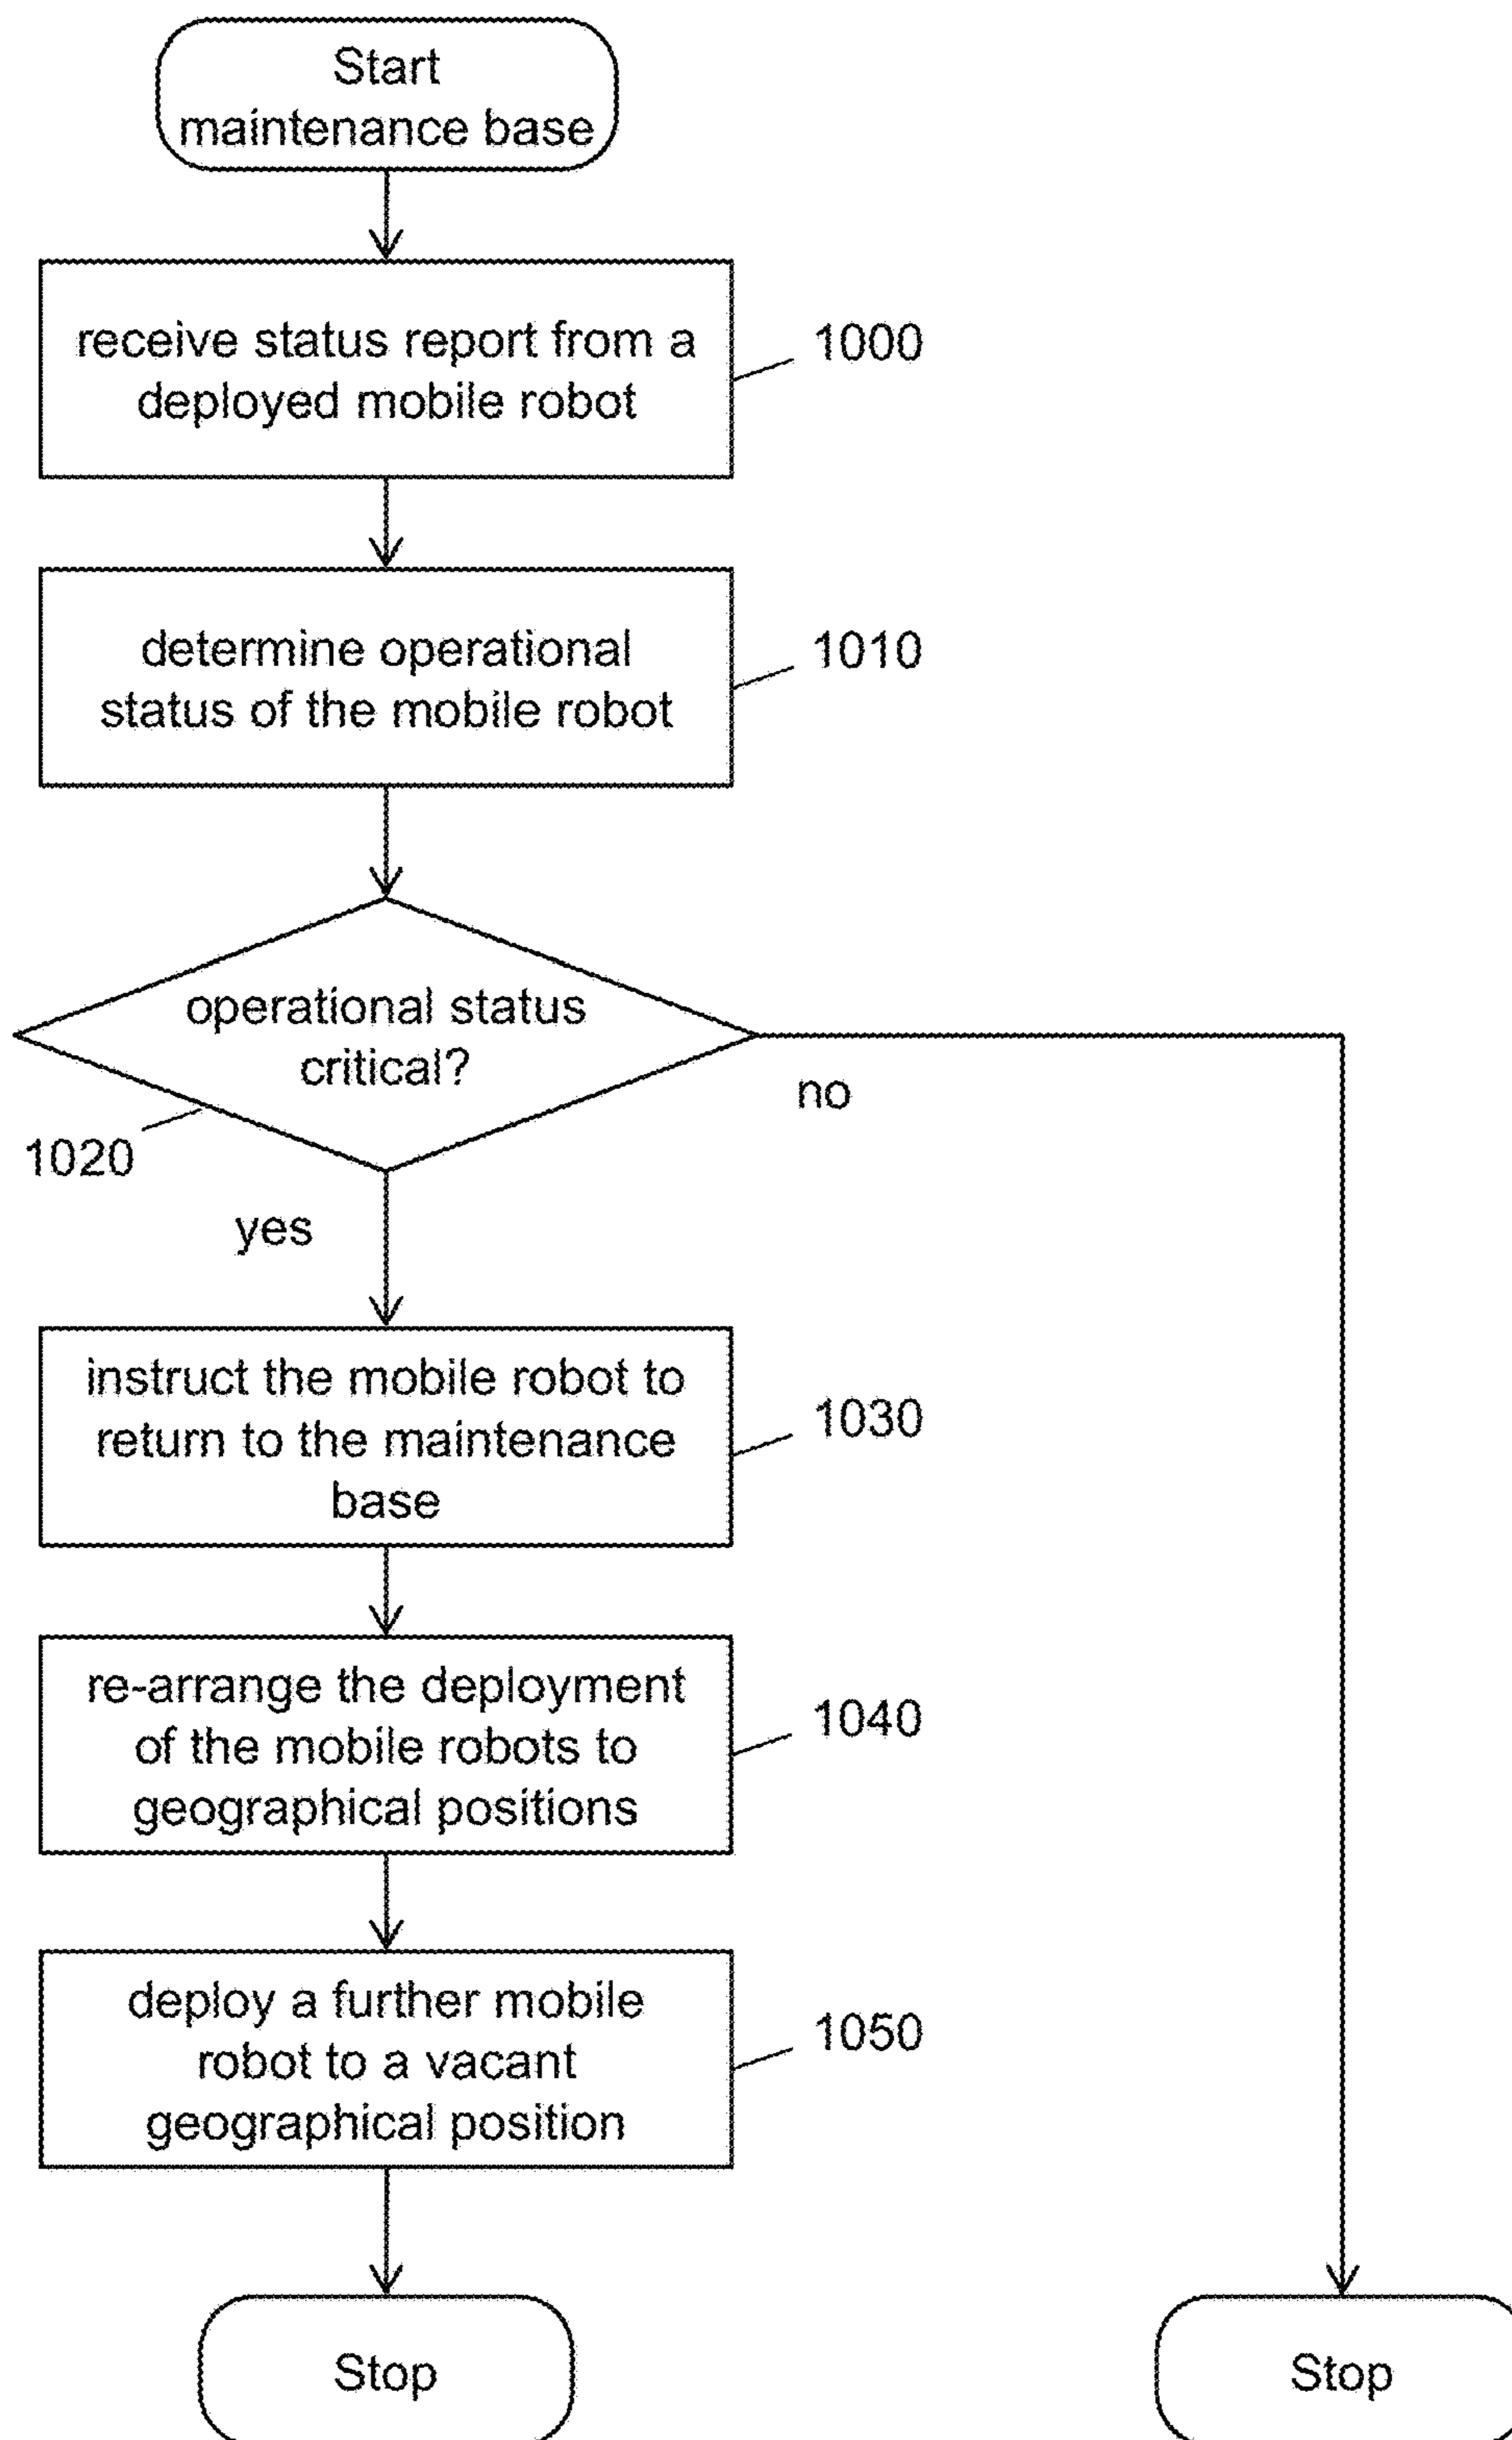 Start
maintenance base
receive status report from a
deployed mobile robot
1000
determine operational
status of the mobile robot
1010
operational status
critical?
no
1020
yes
instruct the mobile robot to
return to the maintenance
base
1030
re-arrange the deployment
of the mobile robots to
geographical positions
1040
deploy a further mobile
robot to a vacant
geographical position
1050
Stop
Stop